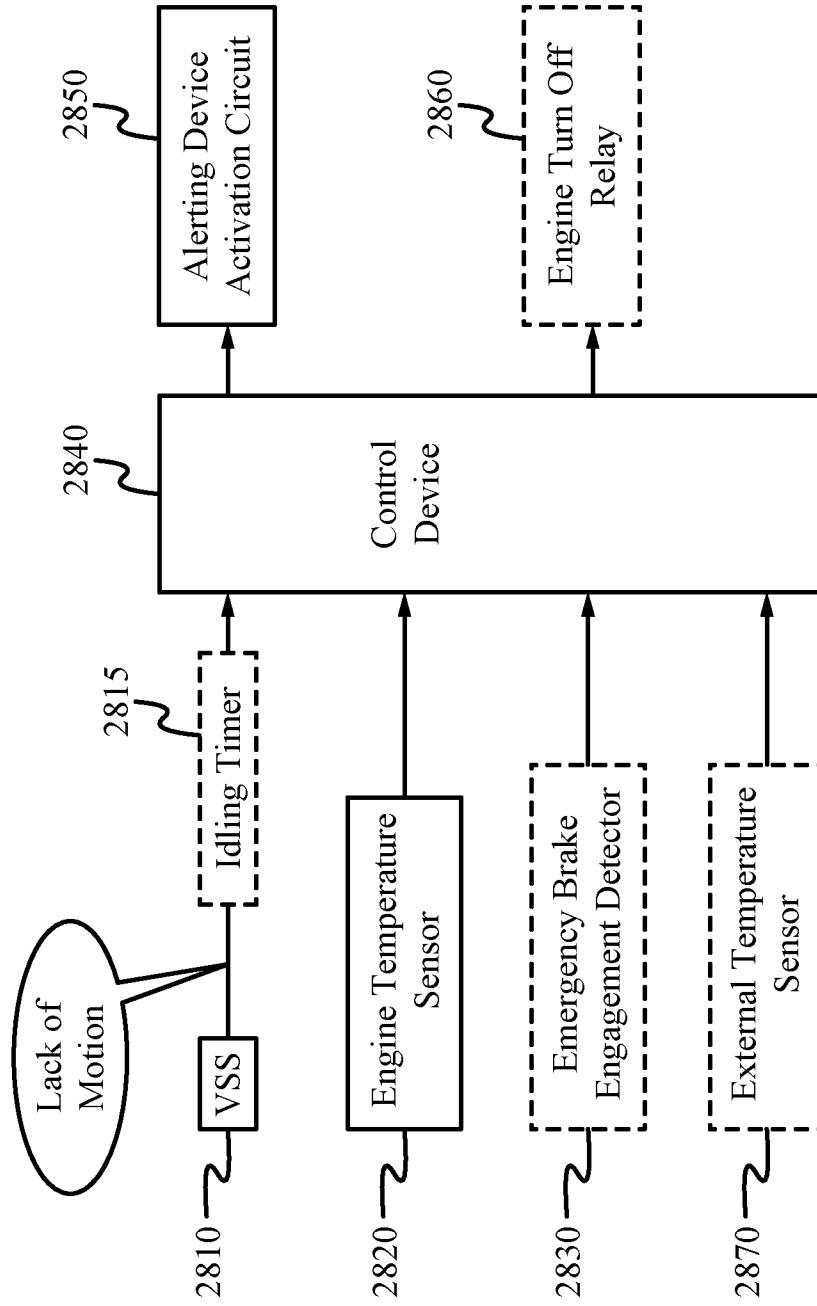 Lack of
Motion
2810
VSS
2815
Idling Timer
2820
Engine Temperature
Sensor
2830
Emergency Brake
Engagement Detector
2870
External Temperature
Sensor
2840
Control
Device
2850
Alerting Device
Activation Circuit
2860
Engine Turn Off
Relay